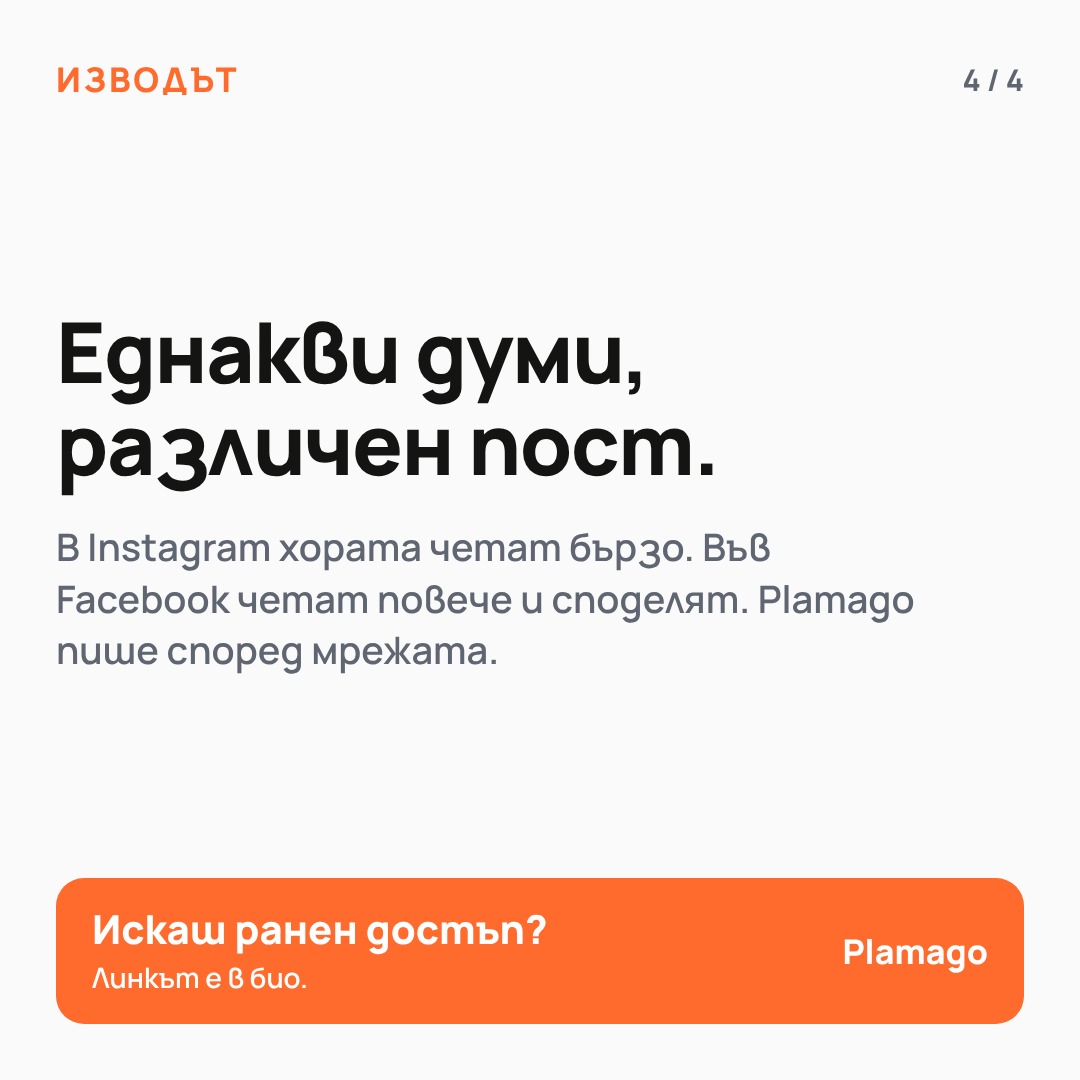 ИЗВОДЪТ
4 / 4
Еднакви думи,
различен пост.
В Instagram хората четат бързо. Във
Facebook четат повече и споделят. Plamago
пише според мрежата.
Искаш ранен достъп?
Линкът е в био.
Plamago